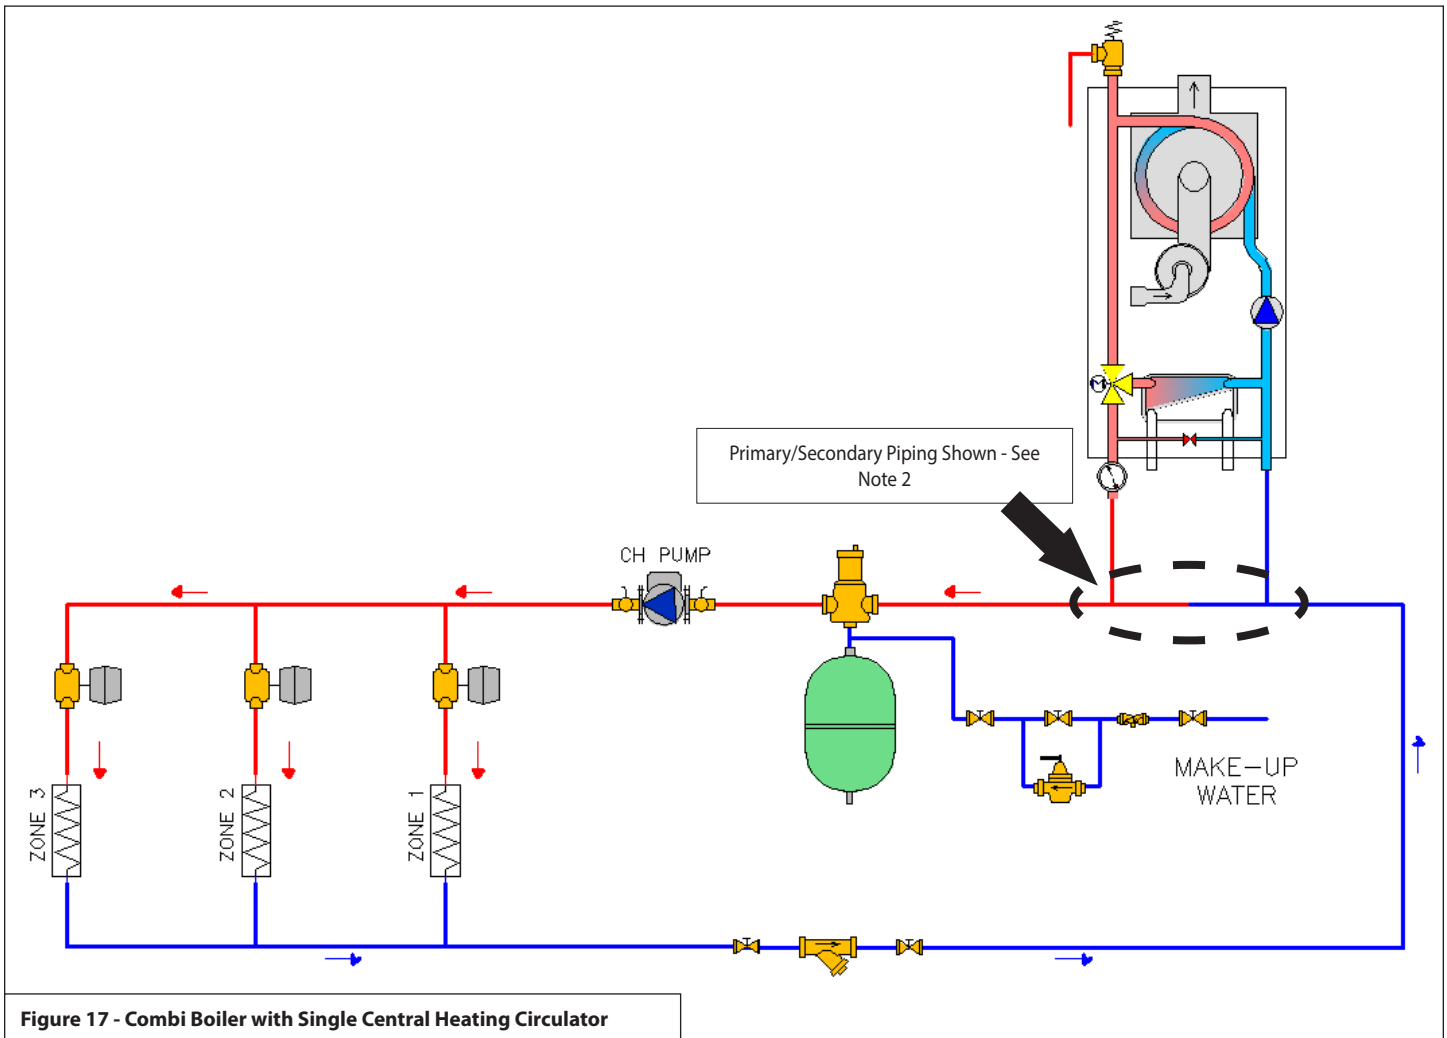 Primary/Secondary Piping Shown - See
Note 2
CH PUMP
M
MAKE-UP
WATER
ZONE 3
ZONE 2
ZONE 1
Figure 17 - Combi Boiler with Single Central Heating Circulator